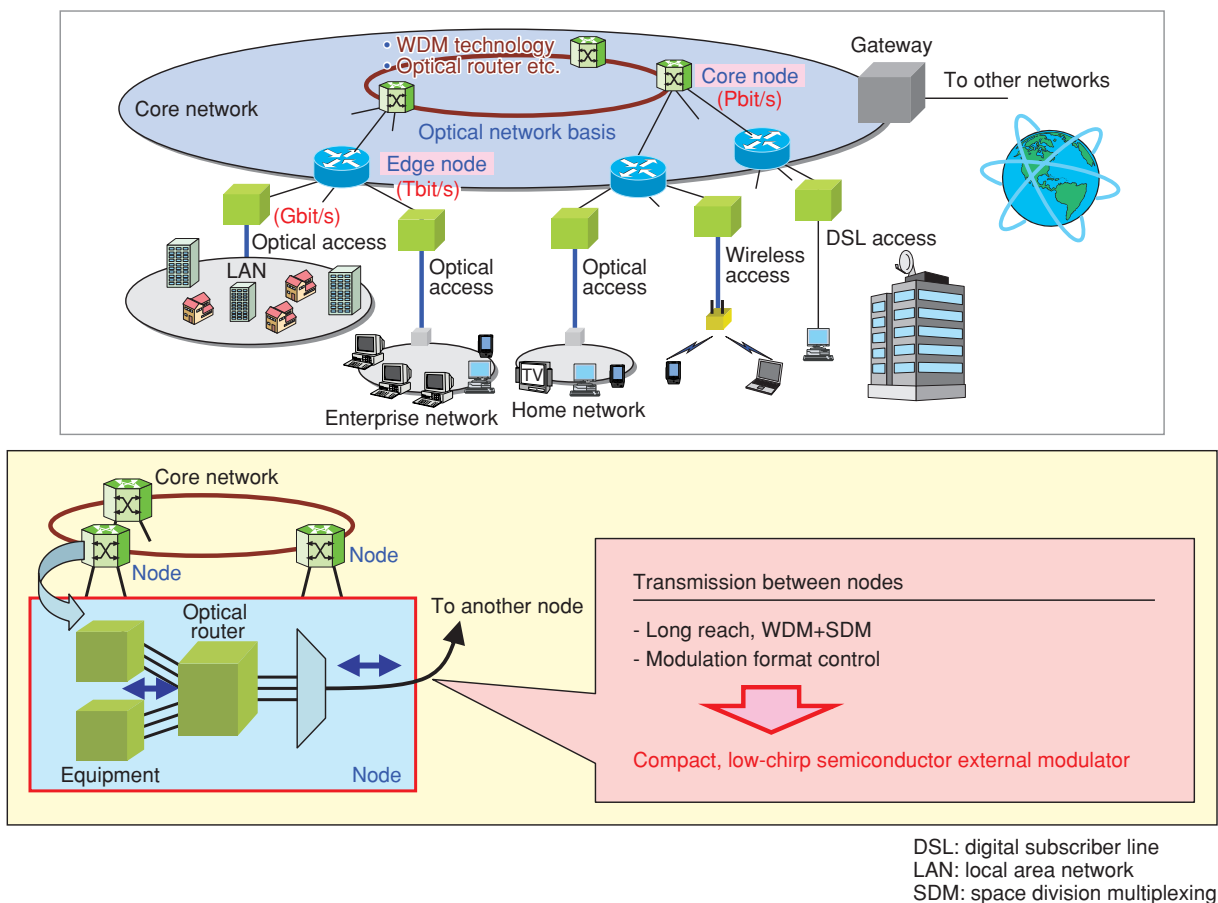 • WDM technology
• Optical router etc.
Gateway
To other networks
Core node
(Pbit/s)
Core network
Optical network basis
Edge node
(Tbit/s)
(Gbit/s)
Optical access
LAN
Optical
access
Optical
access
Wireless
access
DSL access
TV
Enterprise network
Home network
Core network
Node
Node
To another node
Optical
router
Equipment
Node
Transmission between nodes
- Long reach, WDM+SDM
- Modulation format control
Compact, low-chirp semiconductor external modulator
DSL: digital subscriber line
LAN: local area network
SDM: space division multiplexing